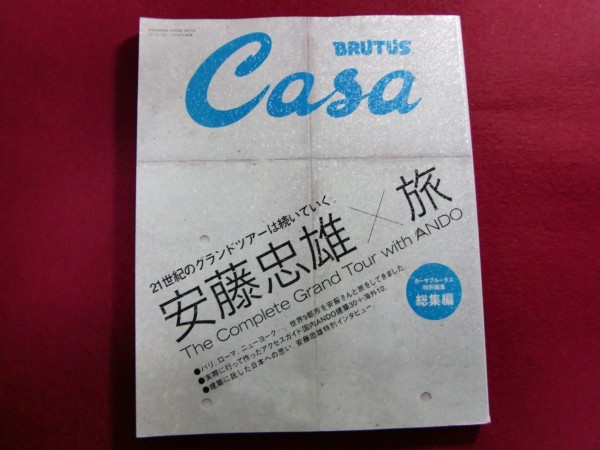 BRUTUS
Casa
21世紀のグランドツアーは続いていく。
安藤忠雄×旅
The Complete Grand Tour with ANDO
●パリ、ローマ、ニューヨーク…、世界9都市を安藤さんと旅をしてきました。
●実際に行って作ったアクセスガイド国内ANDO建築30+海外10。
●建築に託した日本への思い 安藤忠雄特別インタビュー。
カーサブルータス
特別編集
総集編